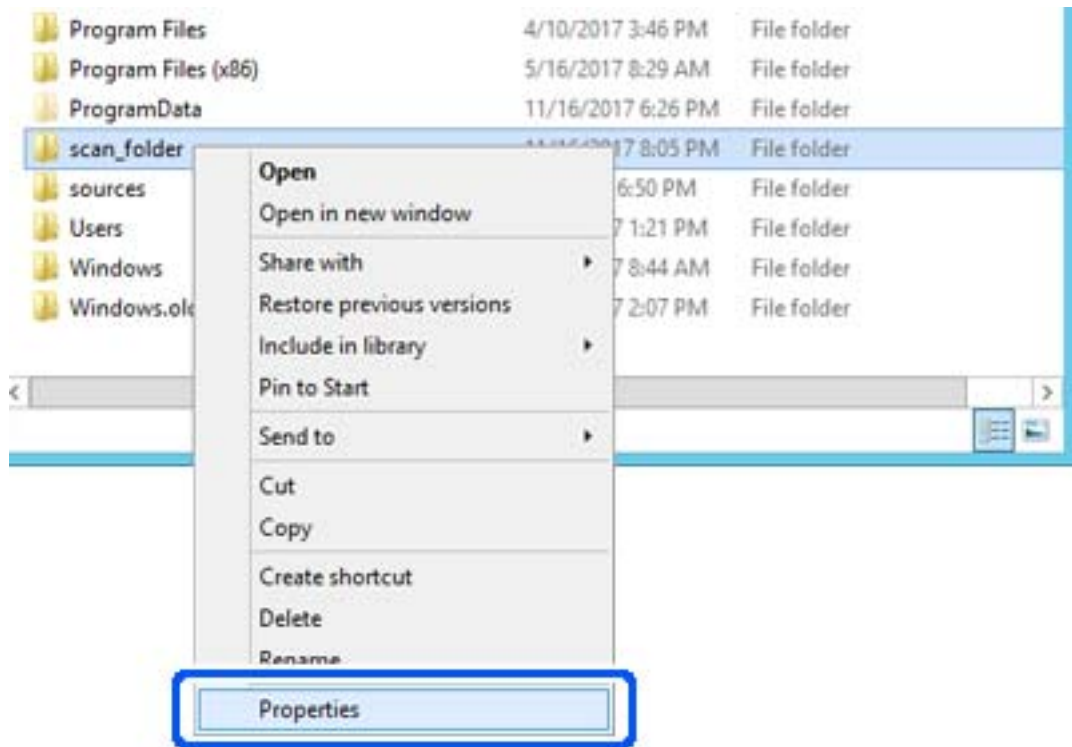 Program Files 4/10/2017 3:46 PM File folder
Program Files (x86) 5/16/2017 8:29 AM File folder
ProgramData 11/16/2017 6:26 PM File folder
scan_folder 8:05 PM File folder
sources 6:50 PM File folder
Users 1:21 PM File folder
Windows 8:44 AM File folder
Windows.old 2:07 PM File folder
Open
Open in new window
Share with
Restore previous versions
Include in library
Pin to Start
Send to
Cut
Copy
Create shortcut
Delete
Rename
Properties